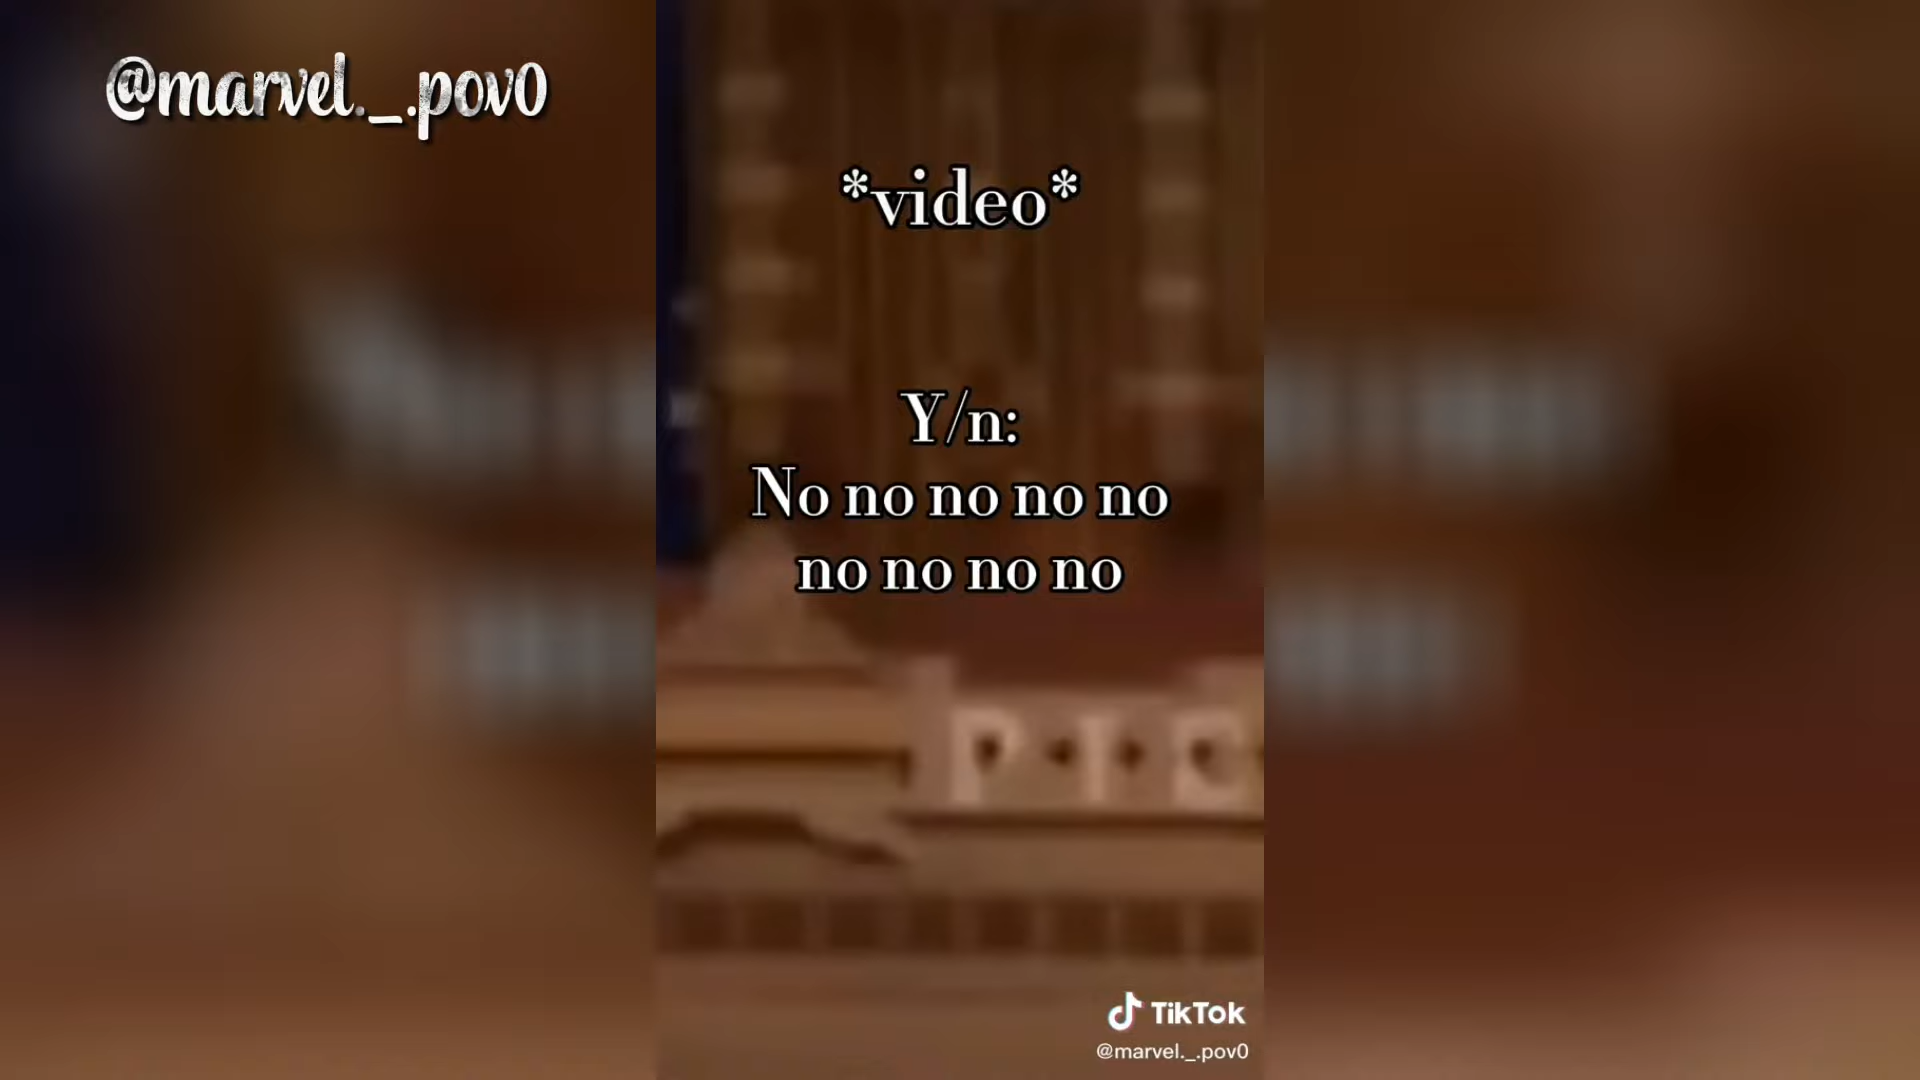 @marvel._.pov0
*video*
Y/n:
No no no no no
no no no no
P I C
TikTok
@marvel._.pov0